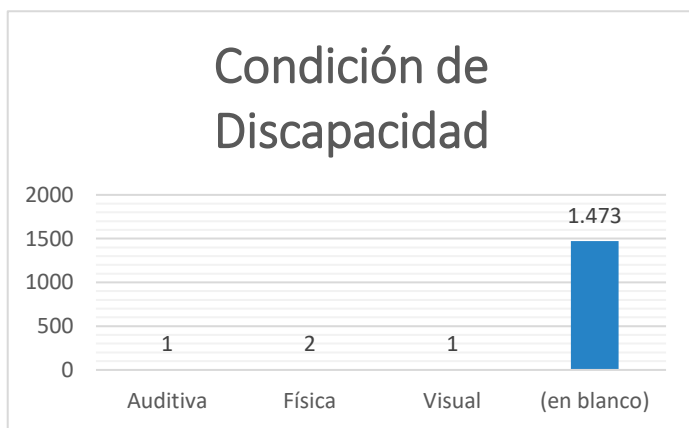 Condición de
Discapacidad
2000
1500
1000
500
0
1
2
1
1.473
Auditiva
Física
Visual
(en blanco)